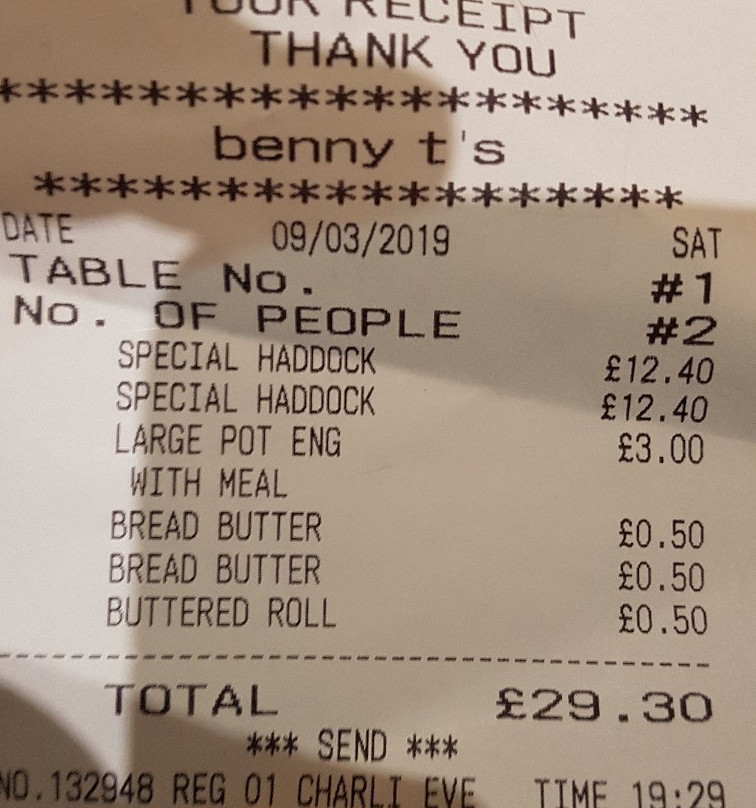 YOUR RECEIPT
THANK YOU
********************
benny t's
******************
DATE 09/03/2019 SAT
TABLE No. #1
No. OF PEOPLE #2
SPECIAL HADDOCK £12.40
SPECIAL HADDOCK £12.40
LARGE POT ENG £3.00
WITH MEAL
BREAD BUTTER £0.50
BREAD BUTTER £0.50
BUTTERED ROLL £0.50
--------------------------------
TOTAL £29.30
*** SEND ***
NO.132948 REG 01 CHARLI EVE TIME 19:29